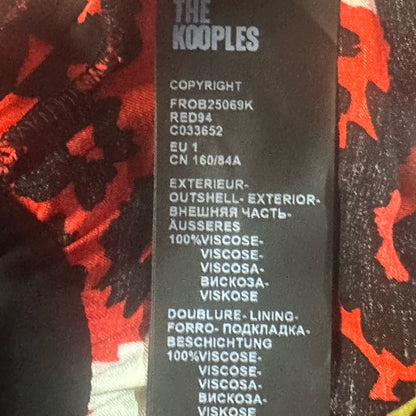 THE
KOOPLES
COPYRIGHT
FROB25069K
RED94
C033652
EU 1
CN 160/84A
EXTERIEUR-
OUTSHELL- EXTERIOR-
ВНЕШНЯЯ ЧАСТЬ-
ÄUSSERES
100%VISCOSE-
VISCOSE-
VISCOSA-
ВИСКОЗА-
VISKOSE
DOUBLURE- LINING-
FORRO- ПОДКЛАДКА-
BESCHICHTUNG
100%VISCOSE-
VISCOSE-
VISCOSA-
ВИСКОЗА-
VISKOSE